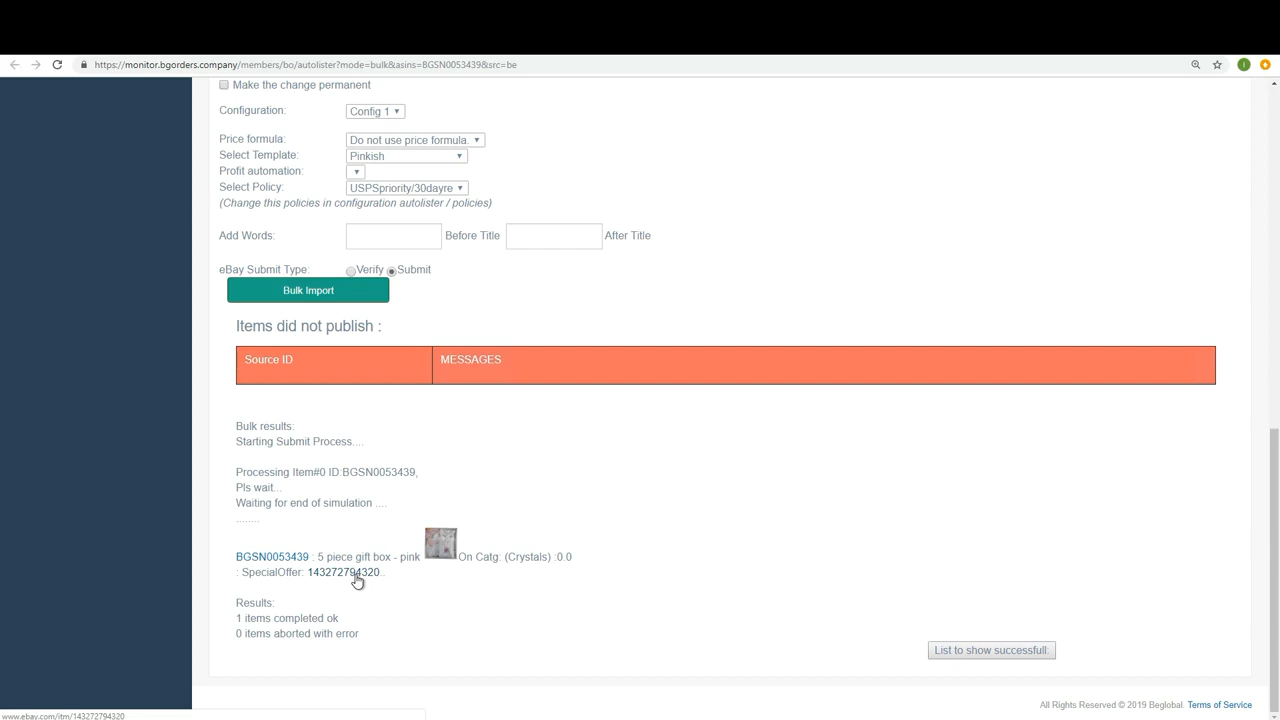 https://monitor.bgorders.company/members/bo/autolister?mode=bulk&asins=BGSN0053439&src=be
I
Make the change permanent
Configuration: Config 1
Price formula: Do not use price formula.
Select Template: Pinkish
Profit automation:
Select Policy: USPSpriority/30dayre
(Change this policies in configuration autolister / policies)
Add Words: Before Title After Title
eBay Submit Type: Verify Submit
Bulk Import
Items did not publish :
Source ID MESSAGES
Bulk results:
Starting Submit Process....
Processing Item#0 ID:BGSN0053439,
Pls wait...
Waiting for end of simulation ....
........
BGSN0053439 : 5 piece gift box - pink On Catg: (Crystals) :0.0
: SpecialOffer: 143272794320..
Results:
1 items completed ok
0 items aborted with error
List to show successfull:
All Rights Reserved © 2019 Beglobal. Terms of Service
www.ebay.com/itm/143272794320